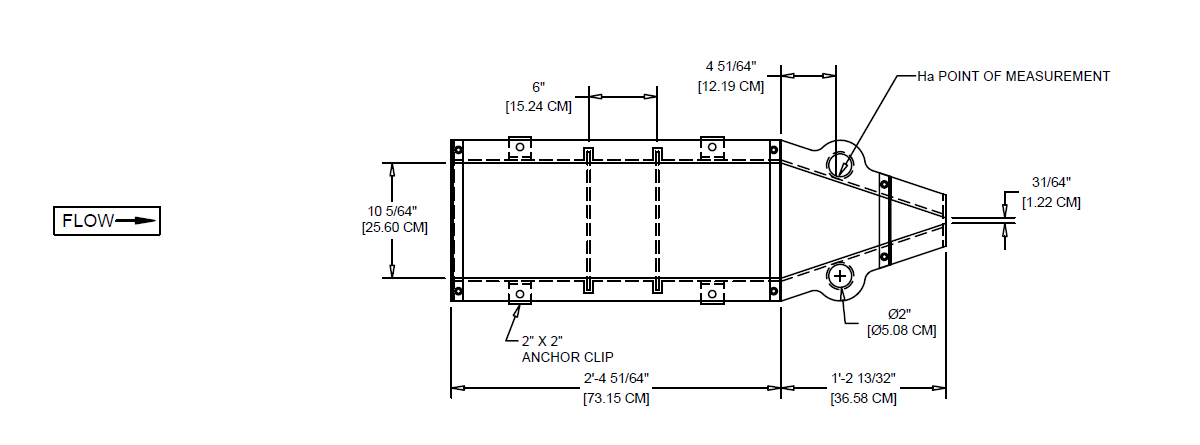 4 51/64"
[12.19 CM]
Ha POINT OF MEASUREMENT
6"
[15.24 CM]
31/64"
[1.22 CM]
10 5/64"
[25.60 CM]
FLOW
Ø2"
[Ø5.08 CM]
2" X 2"
ANCHOR CLIP
2'-4 51/64"
[73.15 CM]
1'-2 13/32"
[36.58 CM]